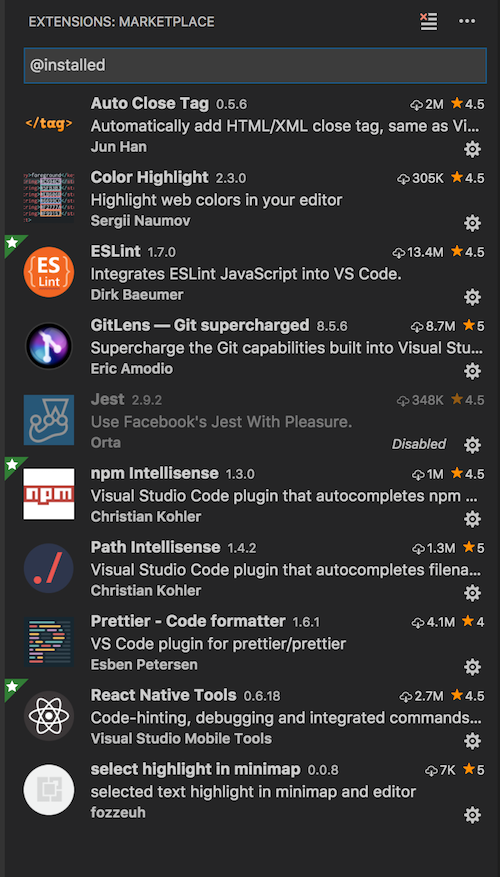 EXTENSIONS: MARKETPLACE
@installed
</tag>
Auto Close Tag 0.5.6 2M 4.5
Automatically add HTML/XML close tag, same as Vi...
Jun Han
Color Highlight 2.3.0 305K 4.5
Highlight web colors in your editor
Sergii Naumov
ES
Lint
ESLint 1.7.0 13.4M 4.5
Integrates ESLint JavaScript into VS Code.
Dirk Baeumer
GitLens — Git supercharged 8.5.6 8.7M 5
Supercharge the Git capabilities built into Visual Stu...
Eric Amodio
Jest 2.9.2 348K 4.5
Use Facebook's Jest With Pleasure.
Orta Disabled
npm
npm Intellisense 1.3.0 1M 4.5
Visual Studio Code plugin that autocompletes npm ...
Christian Kohler
./
Path Intellisense 1.4.2 1.3M 5
Visual Studio Code plugin that autocompletes filena...
Christian Kohler
Prettier - Code formatter 1.6.1 4.1M 4
VS Code plugin for prettier/prettier
Esben Petersen
React Native Tools 0.6.18 2.7M 4.5
Code-hinting, debugging and integrated commands...
Visual Studio Mobile Tools
select highlight in minimap 0.0.8 7K 5
selected text highlight in minimap and editor
fozzeuh